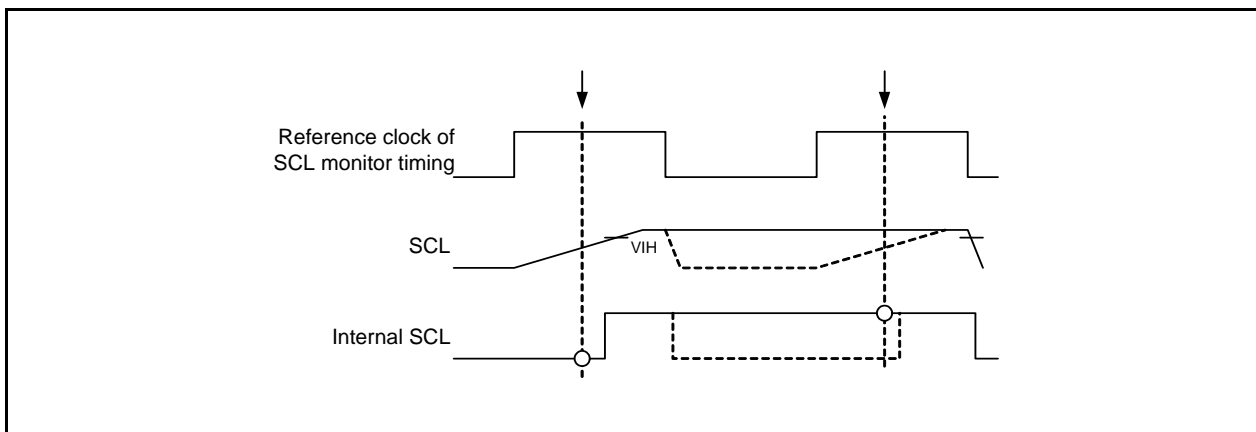 Reference clock of
SCL monitor timing
SCL
VIH
Internal SCL